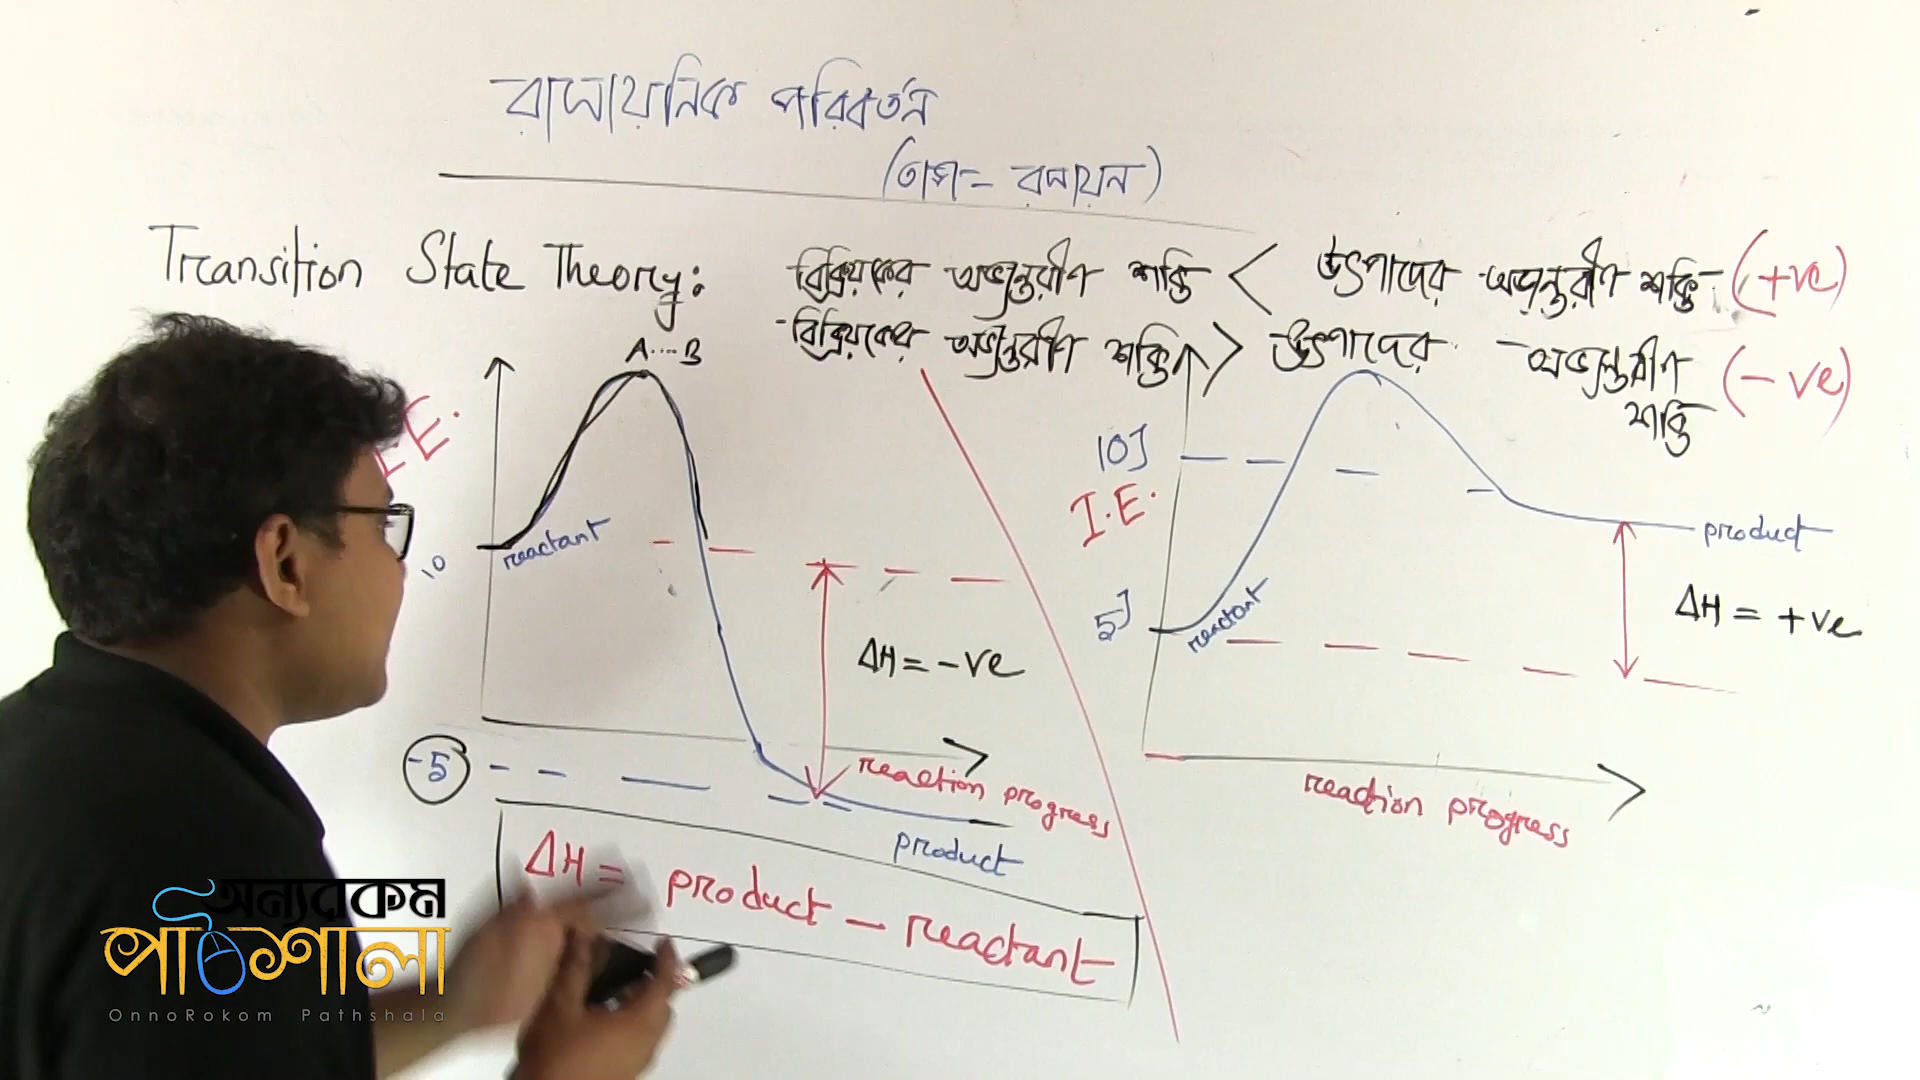 রাসায়নিক পরিবর্তন
(তাপ - রসায়ন)
Transition State Theory:
বিক্রিয়কের অভ্যন্তরীণ শক্তি < উৎপাদের অভ্যন্তরীণ শক্তি (+ve)
বিক্রিয়কের অভ্যন্তরীণ শক্তি > উৎপাদের অভ্যন্তরীণ শক্তি (-ve)
A....B
I.E.
10
reactant
ΔH = -ve
-5
reaction progress
product
ΔH = product - reactant
10J
I.E.
5J
reactant
product
ΔH = +ve
reaction progress
অন্যরকম
পাঠশালা
OnnoRokom Pathshala